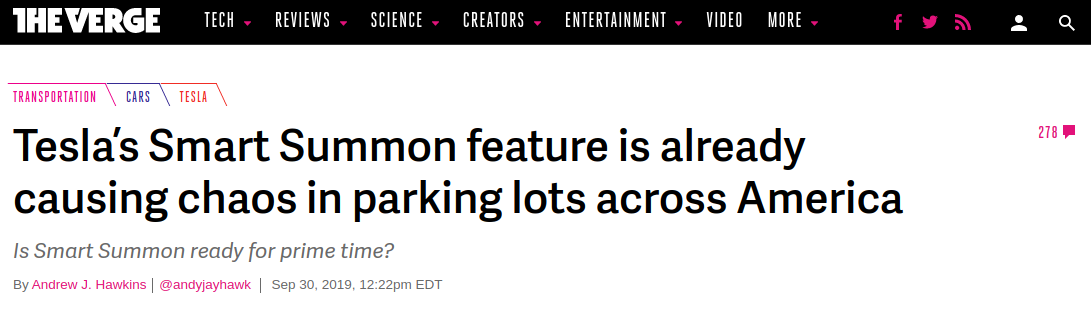 THE VERGE TECH REVIEWS SCIENCE CREATORS ENTERTAINMENT VIDEO MORE
TRANSPORTATION CARS TESLA
Tesla’s Smart Summon feature is already
278
causing chaos in parking lots across America
Is Smart Summon ready for prime time?
By Andrew J. Hawkins | @andyjayhawk | Sep 30, 2019, 12:22pm EDT